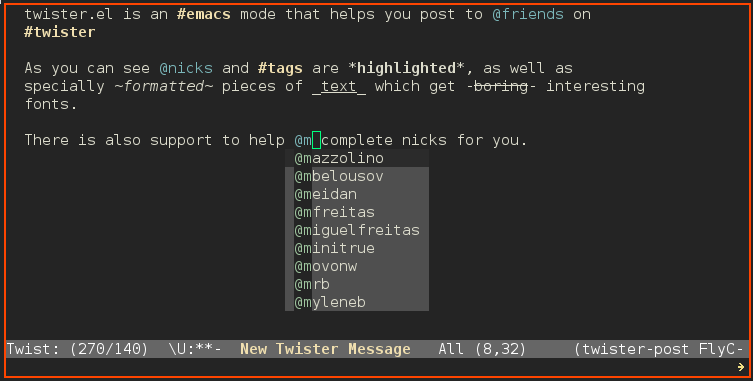 twister.el is an #emacs mode that helps you post to @friends on
#twister
As you can see @nicks and #tags are *highlighted*, as well as
specially ~formatted~ pieces of _text_ which get -boring- interesting
fonts.
There is also support to help @m complete nicks for you.
@mazzolino
@mbelousov
@meidan
@mfreitas
@miguelfreitas
@minitrue
@movonw
@mrb
@myleneb
Twist: (270/140) \U:**- New Twister Message All (8,32) (twister-post FlyC-